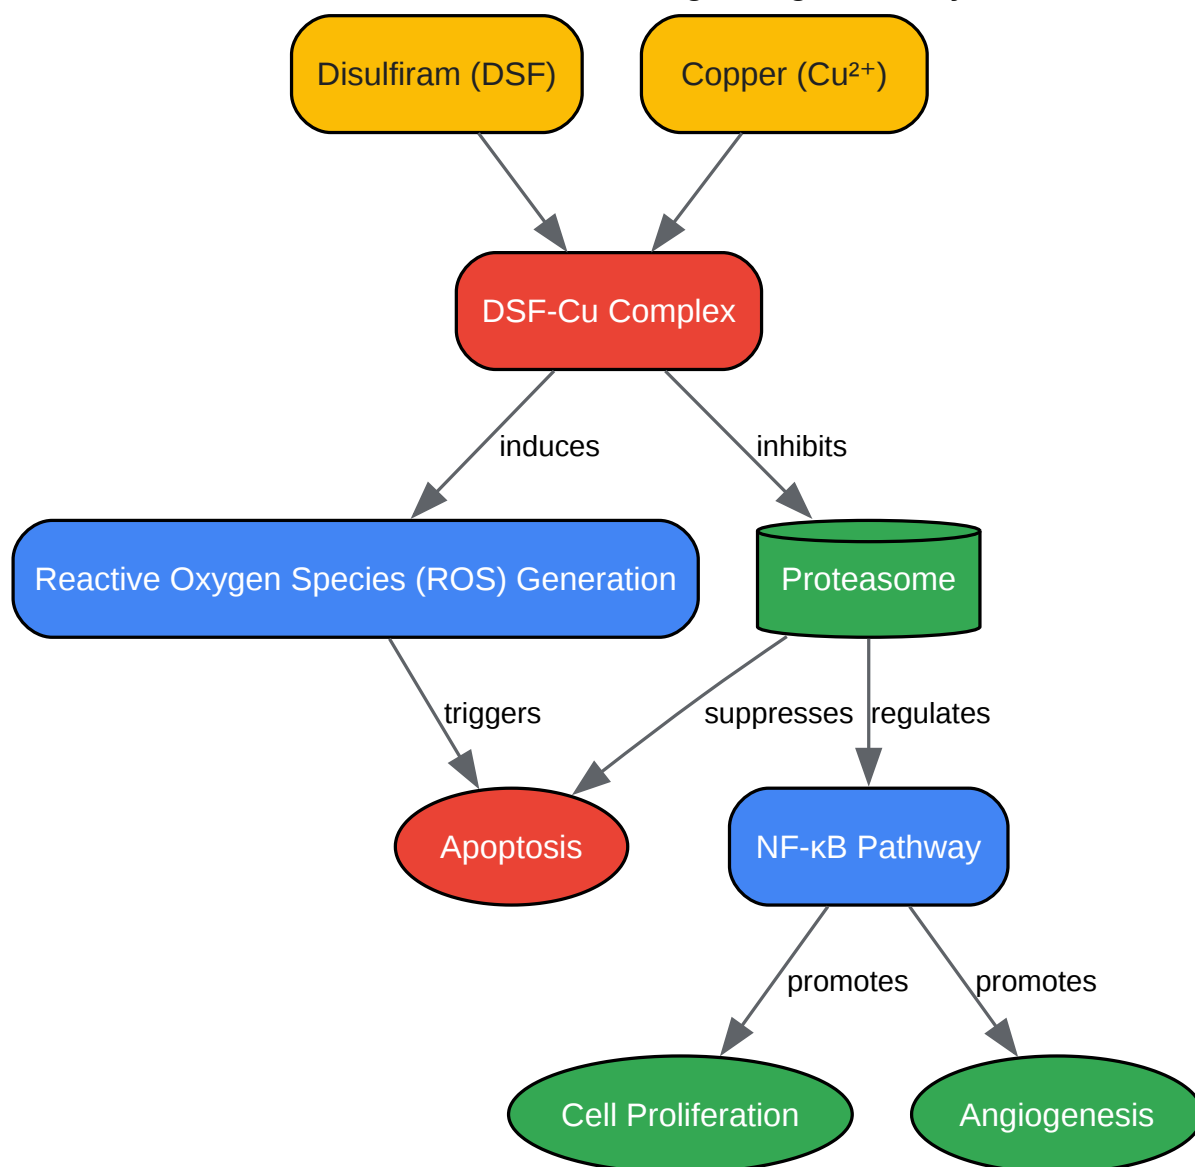 Disulfiram (DSF)
Copper (Cu²⁺)
DSF-Cu Complex
induces
inhibits
Reactive Oxygen Species (ROS) Generation
Proteasome
triggers
suppresses
regulates
Apoptosis
NF-κB Pathway
promotes
promotes
Cell Proliferation
Angiogenesis